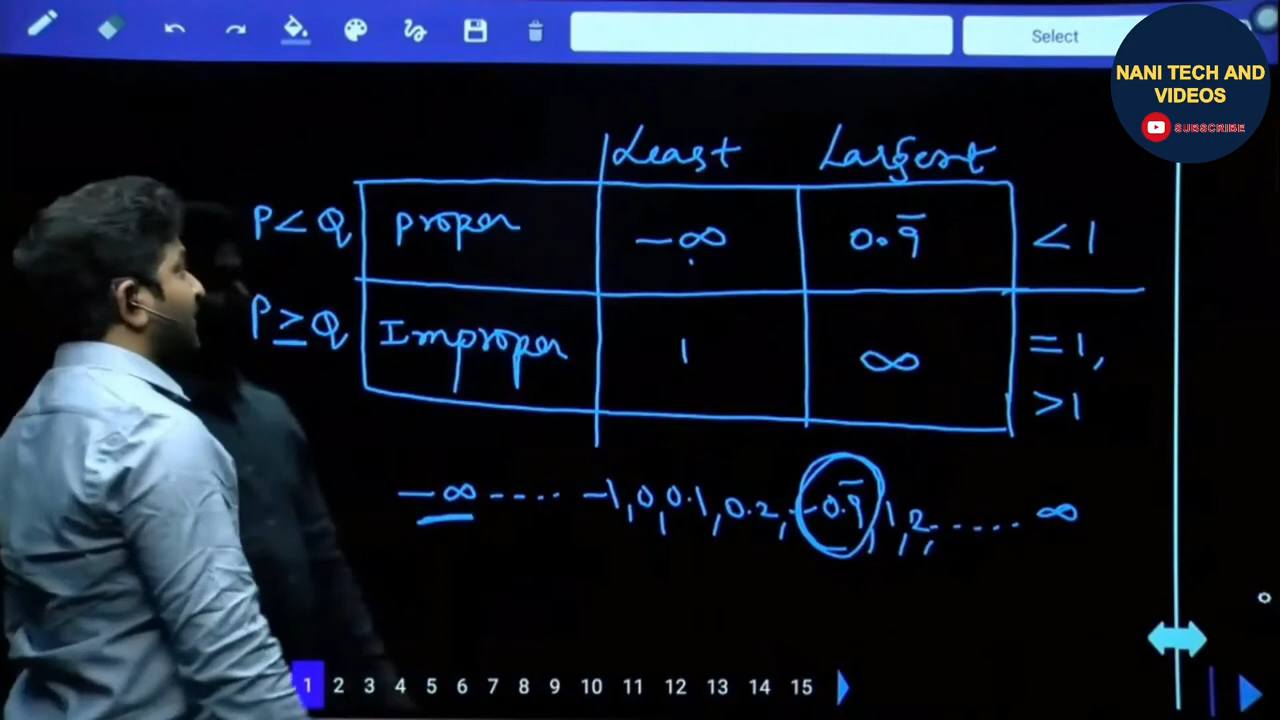 Select
NANI TECH AND
VIDEOS
SUBSCRIBE
Least Largest
P<Q proper −∞ 0.9̅ < 1
P≥Q Improper 1 ∞ =1,
>1
−∞ ---- −1, 0, 0.1, 0.2, -- 0.9̅, 1, 2, ------ ∞
1 2 3 4 5 6 7 8 9 10 11 12 13 14 15